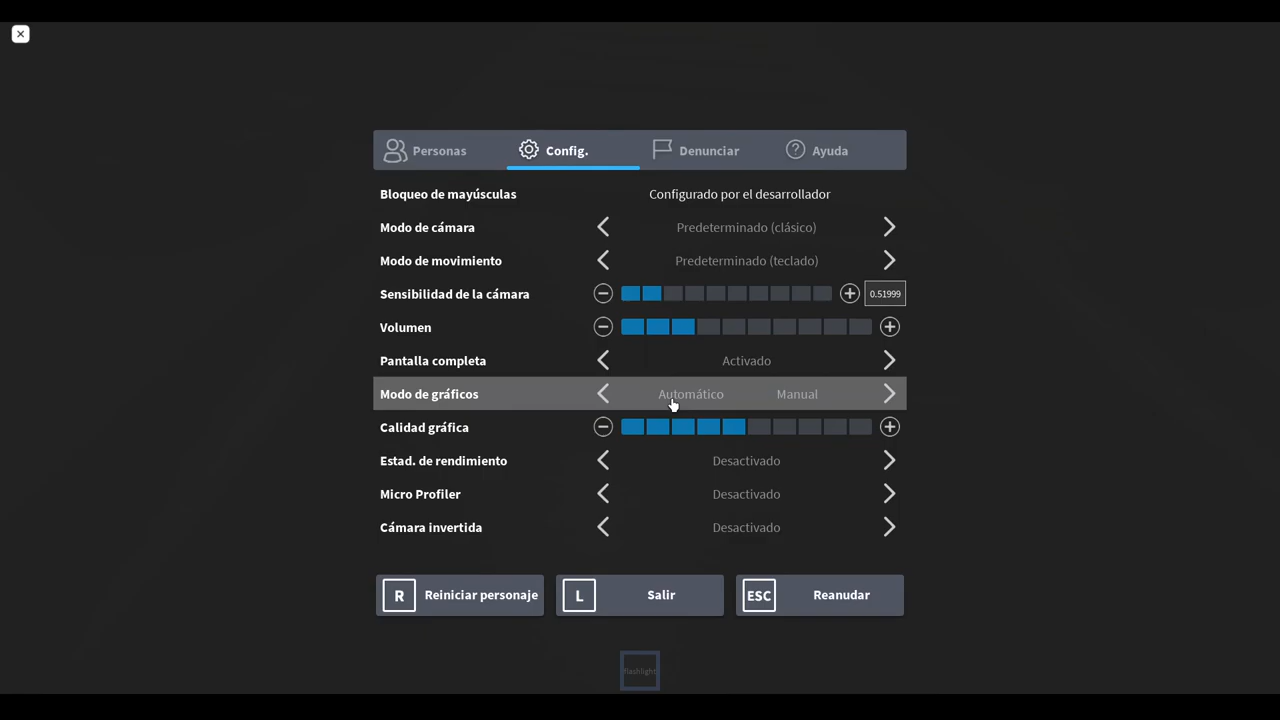 Personas
Config.
Denunciar
Ayuda
Bloqueo de mayúsculas Configurado por el desarrollador
Modo de cámara Predeterminado (clásico)
Modo de movimiento Predeterminado (teclado)
Sensibilidad de la cámara 0.51999
Volumen
Pantalla completa Activado
Modo de gráficos Automático Manual
Calidad gráfica
Estad. de rendimiento Desactivado
Micro Profiler Desactivado
Cámara invertida Desactivado
R Reiniciar personaje
L Salir
ESC Reanudar
flashlight